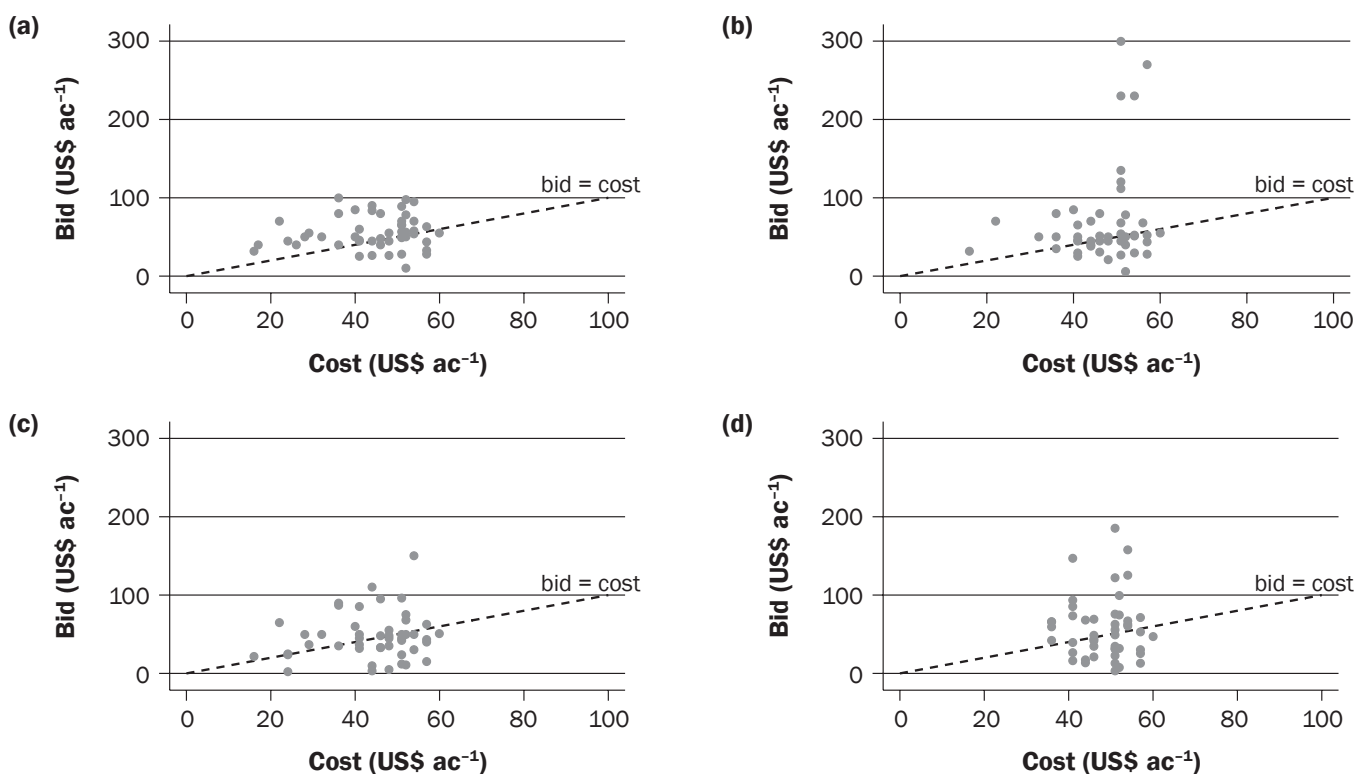 (a)
300
200
100
0
Bid (US$ ac⁻¹)
bid = cost
0 20 40 60 80 100
Cost (US$ ac⁻¹)
(b)
300
200
100
0
Bid (US$ ac⁻¹)
bid = cost
0 20 40 60 80 100
Cost (US$ ac⁻¹)
(c)
300
200
100
0
Bid (US$ ac⁻¹)
bid = cost
0 20 40 60 80 100
Cost (US$ ac⁻¹)
(d)
300
200
100
0
Bid (US$ ac⁻¹)
bid = cost
0 20 40 60 80 100
Cost (US$ ac⁻¹)